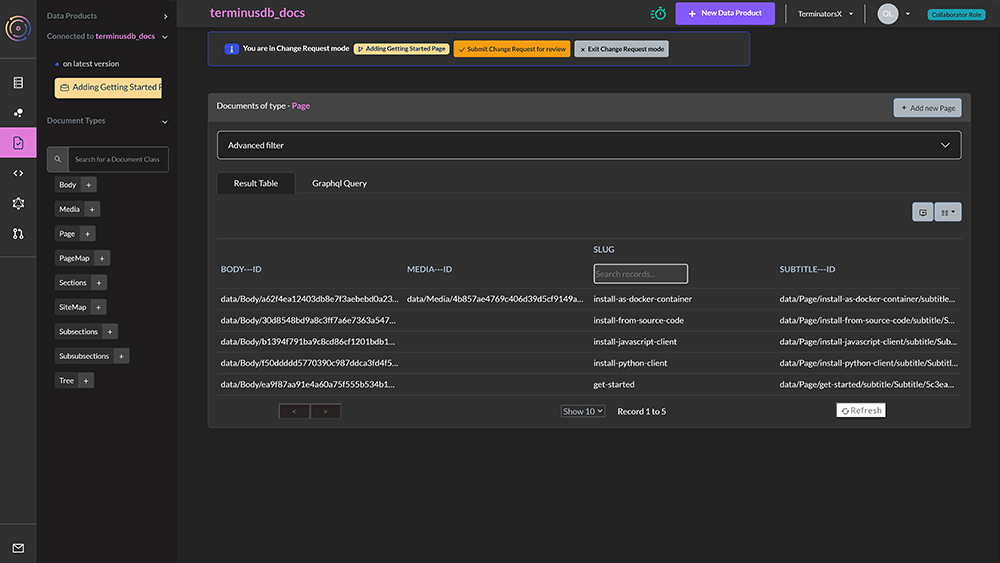 terminusdb_docs
+ New Data Product
TerminatorsX
OL
Collaborator Role
Data Products
Connected to terminusdb_docs
on latest version
Adding Getting Started
Document Types
Search for a Document Class
Body +
Media +
Page +
PageMap +
Sections +
SiteMap +
Subsections +
Subsubsections +
Tree +
You are in Change Request mode
Adding Getting Started Page
Submit Change Request for review
Exit Change Request mode
Documents of type - Page
+ Add new Page
Advanced filter
Result Table
Graphql Query
BODY---ID MEDIA---ID SLUG SUBTITLE---ID
Search records...
data/Body/a62f4ea12403db8e7f3aebebd0a23... data/Media/4b857ae4769c406d39d5cf9149a... install-as-docker-container data/Page/install-as-docker-container/subtitle...
data/Body/30d8548bd9a8c3ff7a6e7363a547... install-from-source-code data/Page/install-from-source-code/subtitle/S...
data/Body/b1394f791ba9c8cd86cf1201bdb1... install-javascript-client data/Page/install-javascript-client/subtitle/Sub...
data/Body/f50ddddd5770390c987ddca3fd4f5... install-python-client data/Page/install-python-client/subtitle/Subtitl...
data/Body/ea9f87aa91e4a60a75f555b534b1... get-started data/Page/get-started/subtitle/Subtitle/5c3ea...
< >
Show 10
Record 1 to 5
Refresh